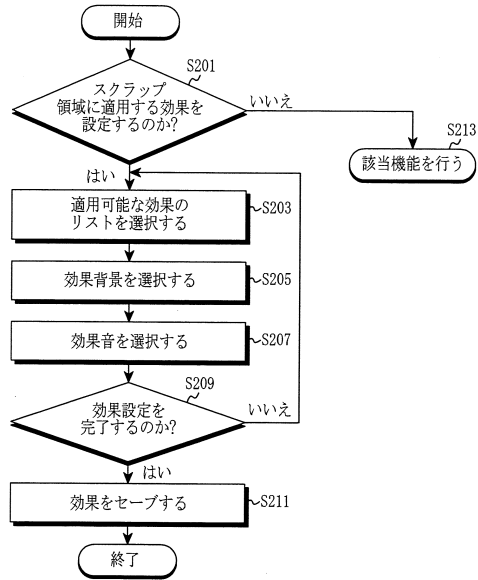 開始
S201
スクラップ
領域に適用する効果を
設定するのか?
いいえ
S213
該当機能を行う
はい
適用可能な効果の
リストを選択する
S203
効果背景を選択する
S205
効果音を選択する
S207
S209
効果設定を
完了するのか?
いいえ
はい
効果をセーブする
S211
終了